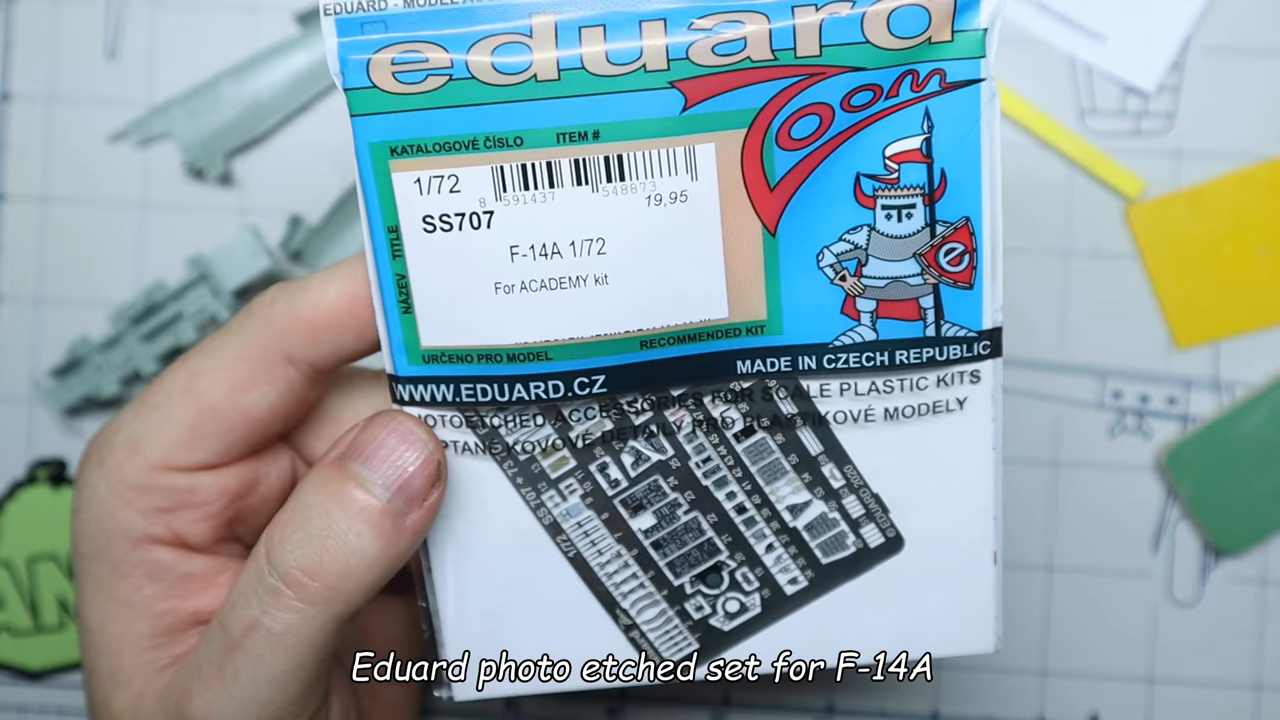 EDUARD - MODEL
eduard
Zoom
KATALOGOVÉ ČÍSLO ITEM #
1/72
8 591437 548873
19,95
SS707
F-14A 1/72
For ACADEMY kit
NÁZEV TITLE
URČENO PRO MODEL RECOMMENDED KIT
e
WWW.EDUARD.CZ MADE IN CZECH REPUBLIC
ACCESSORIES FOR SCALE PLASTIC KITS
KOVOVÉ DETAILY PRO PLASTIKOVÉ MODELY
1/72 SS 707 + 73
© EDUARD 2020
Eduard photo etched set for F-14A